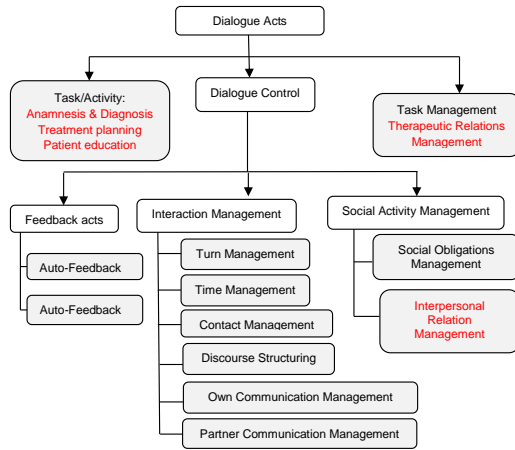 Dialogue Acts
Task/Activity:
Anamnesis & Diagnosis
Treatment planning
Patient education
Dialogue Control
Task Management
Therapeutic Relations
Management
Feedback acts
Interaction Management
Social Activity Management
Auto-Feedback
Auto-Feedback
Turn Management
Time Management
Contact Management
Discourse Structuring
Own Communication Management
Partner Communication Management
Social Obligations
Management
Interpersonal
Relation
Management